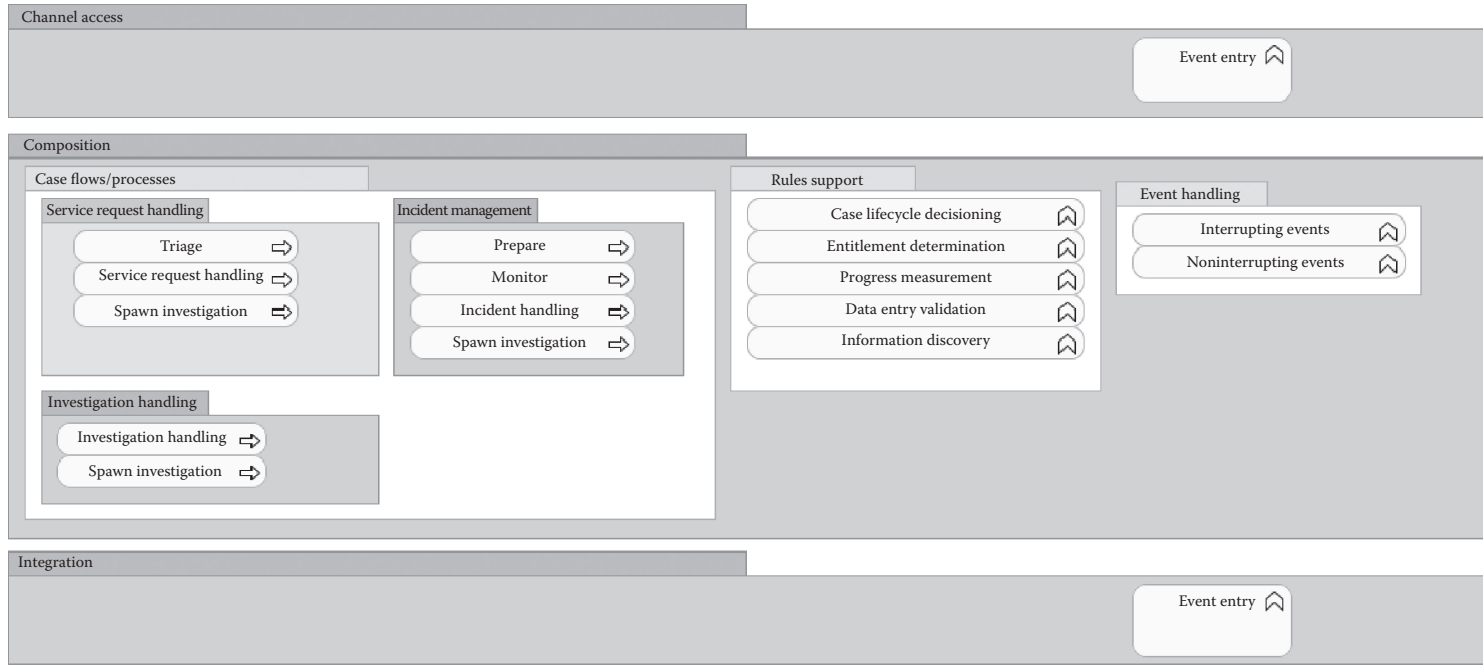 Channel access
Event entry
Composition
Case flows/processes
Service request handling
Triage
Service request handling
Spawn investigation
Incident management
Prepare
Monitor
Incident handling
Spawn investigation
Investigation handling
Investigation handling
Spawn investigation
Rules support
Case lifecycle decisioning
Entitlement determination
Progress measurement
Data entry validation
Information discovery
Event handling
Interrupting events
Noninterrupting events
Integration
Event entry